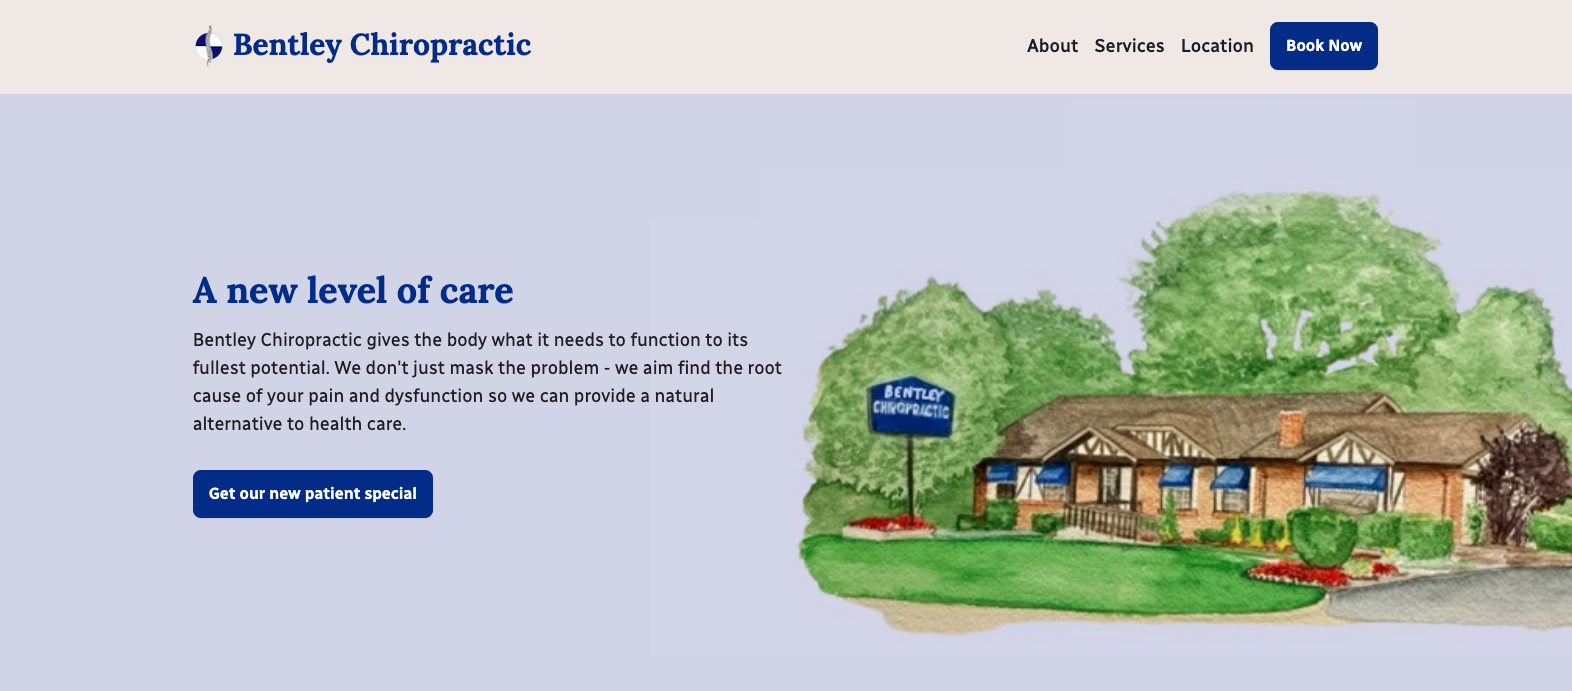 Bentley Chiropractic
About Services Location Book Now
A new level of care
Bentley Chiropractic gives the body what it needs to function to its
fullest potential. We don't just mask the problem - we aim find the root
cause of your pain and dysfunction so we can provide a natural
alternative to health care.
Get our new patient special
BENTLEY
CHIROPRACTIC